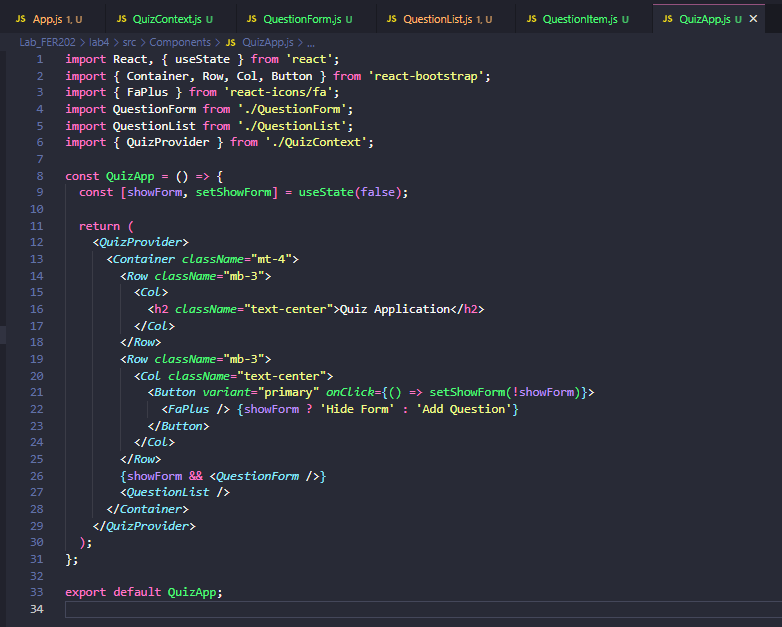 JS App.js 1, U JS QuizContext.js U JS QuestionForm.js U JS QuestionList.js 1, U JS QuestionItem.js U JS QuizApp.js U ×
Lab_FER202 > lab4 > src > Components > JS QuizApp.js > ...
1 import React, { useState } from 'react';
2 import { Container, Row, Col, Button } from 'react-bootstrap';
3 import { FaPlus } from 'react-icons/fa';
4 import QuestionForm from './QuestionForm';
5 import QuestionList from './QuestionList';
6 import { QuizProvider } from './QuizContext';
7
8 const QuizApp = () => {
9   const [showForm, setShowForm] = useState(false);
10
11   return (
12     <QuizProvider>
13       <Container className="mt-4">
14         <Row className="mb-3">
15           <Col>
16             <h2 className="text-center">Quiz Application</h2>
17           </Col>
18         </Row>
19         <Row className="mb-3">
20           <Col className="text-center">
21             <Button variant="primary" onClick={() => setShowForm(!showForm)}>
22               <FaPlus /> {showForm ? 'Hide Form' : 'Add Question'}
23             </Button>
24           </Col>
25         </Row>
26         {showForm && <QuestionForm />}
27         <QuestionList />
28       </Container>
29     </QuizProvider>
30   );
31 };
32
33 export default QuizApp;
34